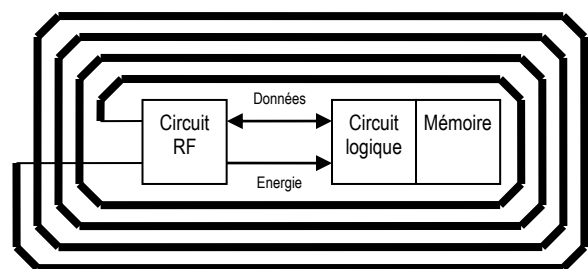 Données
Circuit
RF
Circuit
logique
Mémoire
Energie